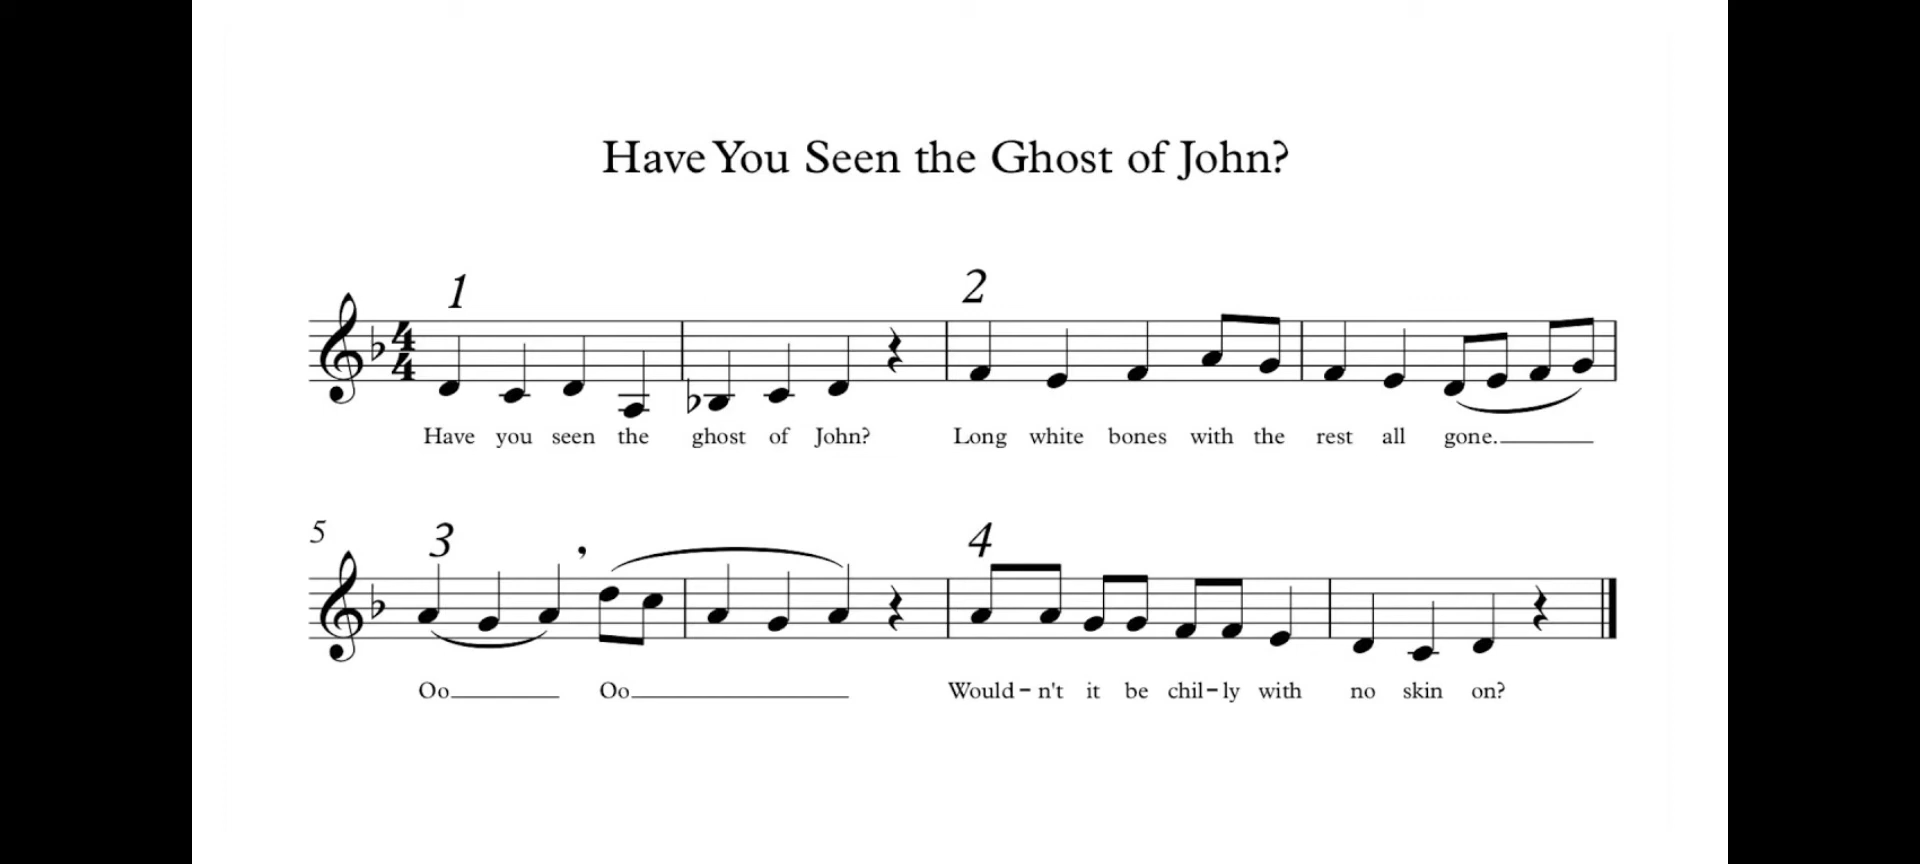 Have You Seen the Ghost of John?
1 2
4
4
Have you seen the ghost of John? Long white bones with the rest all gone.
5 3 4
Oo Oo Would-n't it be chil-ly with no skin on?